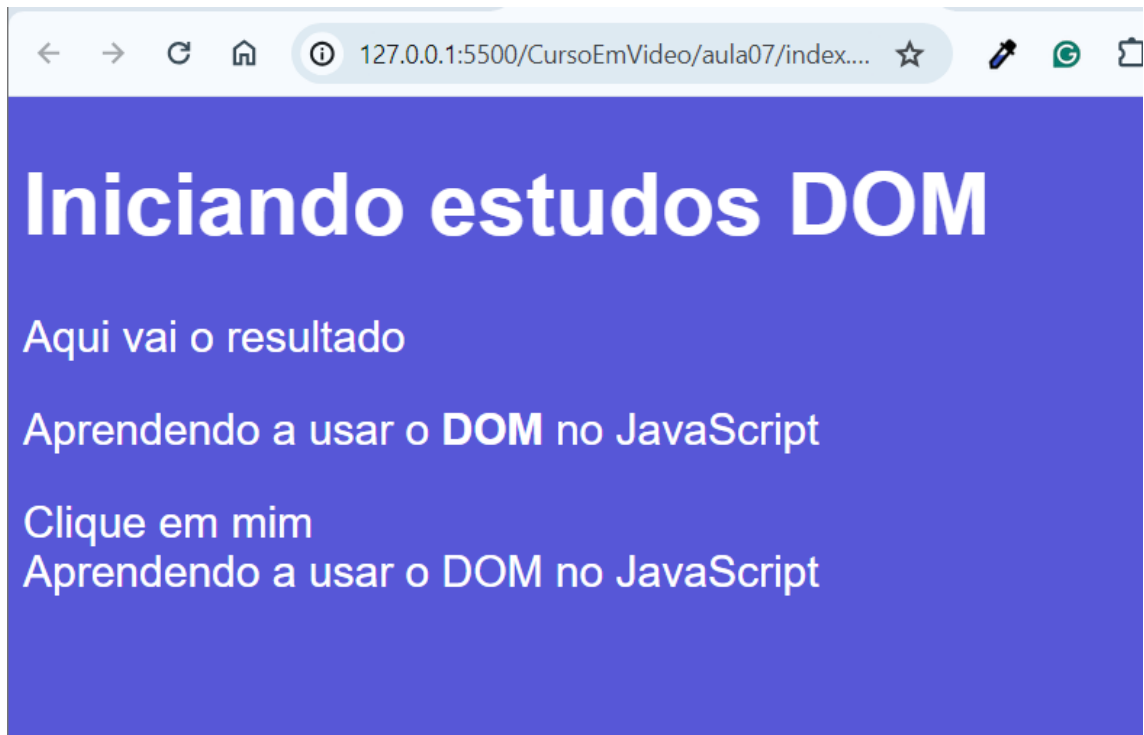 127.0.0.1:5500/CursoEmVideo/aula07/index....
Iniciando estudos DOM
Aqui vai o resultado
Aprendendo a usar o DOM no JavaScript
Clique em mim
Aprendendo a usar o DOM no JavaScript